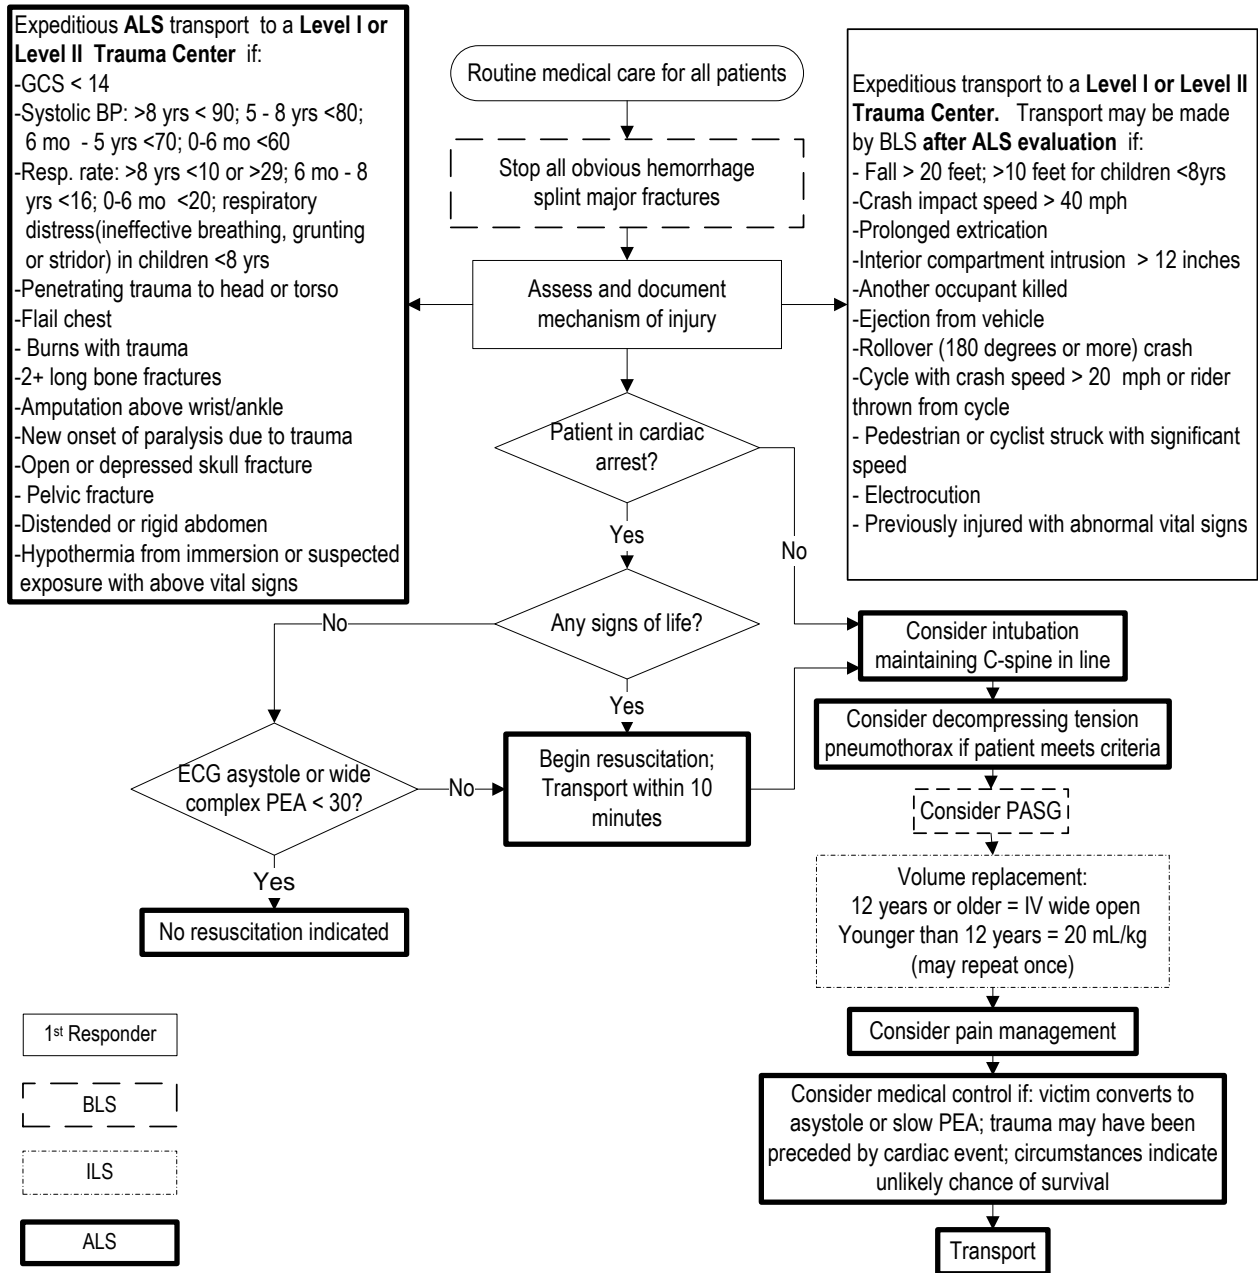 Expeditious ALS transport to a Level I or
Level II Trauma Center if:
-GCS < 14
-Systolic BP: >8 yrs < 90; 5 - 8 yrs <80;
6 mo - 5 yrs <70; 0-6 mo <60
-Resp. rate: >8 yrs <10 or >29; 6 mo - 8
yrs <16; 0-6 mo <20; respiratory
distress(ineffective breathing, grunting
or stridor) in children <8 yrs
-Penetrating trauma to head or torso
-Flail chest
- Burns with trauma
-2+ long bone fractures
-Amputation above wrist/ankle
-New onset of paralysis due to trauma
-Open or depressed skull fracture
- Pelvic fracture
-Distended or rigid abdomen
-Hypothermia from immersion or suspected
exposure with above vital signs
Routine medical care for all patients
Stop all obvious hemorrhage
splint major fractures
Assess and document
mechanism of injury
Expeditious transport to a Level I or Level II
Trauma Center. Transport may be made
by BLS after ALS evaluation if:
- Fall > 20 feet; >10 feet for children <8yrs
-Crash impact speed > 40 mph
-Prolonged extrication
-Interior compartment intrusion > 12 inches
-Another occupant killed
-Ejection from vehicle
-Rollover (180 degrees or more) crash
-Cycle with crash speed > 20 mph or rider
thrown from cycle
- Pedestrian or cyclist struck with significant
speed
- Electrocution
- Previously injured with abnormal vital signs
Patient in cardiac
arrest?
Yes
No
Any signs of life?
No
Yes
ECG asystole or wide
complex PEA < 30?
No
Yes
No resuscitation indicated
Begin resuscitation;
Transport within 10
minutes
Consider intubation
maintaining C-spine in line
Consider decompressing tension
pneumothorax if patient meets criteria
Consider PASG
Volume replacement:
12 years or older = IV wide open
Younger than 12 years = 20 mL/kg
(may repeat once)
Consider pain management
Consider medical control if: victim converts to
asystole or slow PEA; trauma may have been
preceded by cardiac event; circumstances indicate
unlikely chance of survival
Transport
1st Responder
BLS
ILS
ALS